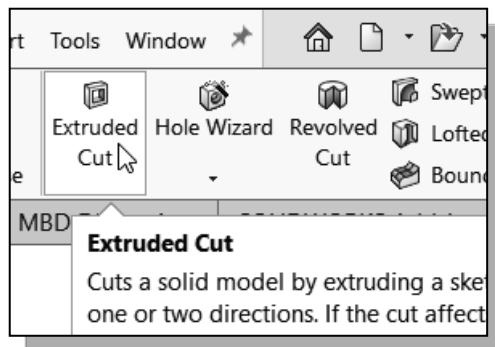 rt Tools Window
Extruded Cut
Hole Wizard
Revolved Cut
Swept
Lofted
Bound
e
MBD
Extruded Cut
Cuts a solid model by extruding a sket
one or two directions. If the cut affect